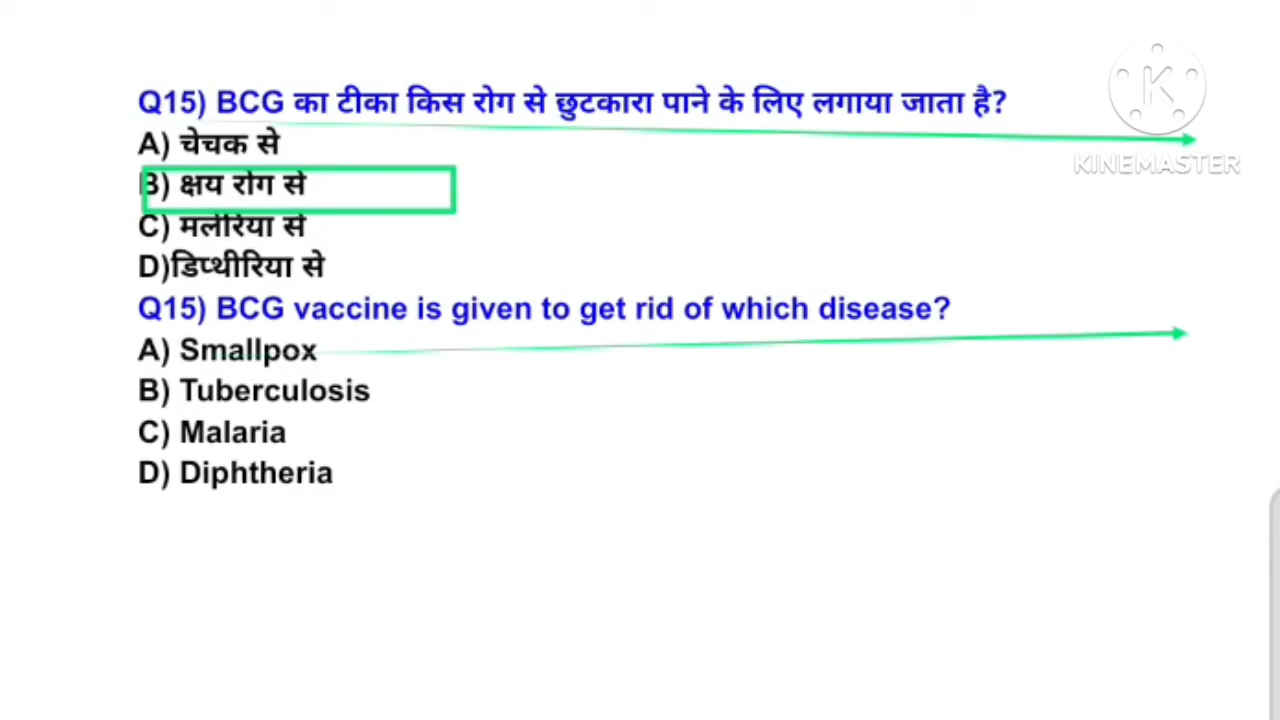 Q15) BCG का टीका किस रोग से छुटकारा पाने के लिए लगाया जाता है?
A) चेचक से
B) क्षय रोग से
C) मलेरिया से
D)डिप्थीरिया से
Q15) BCG vaccine is given to get rid of which disease?
A) Smallpox
B) Tuberculosis
C) Malaria
D) Diphtheria
K
KINEMASTER